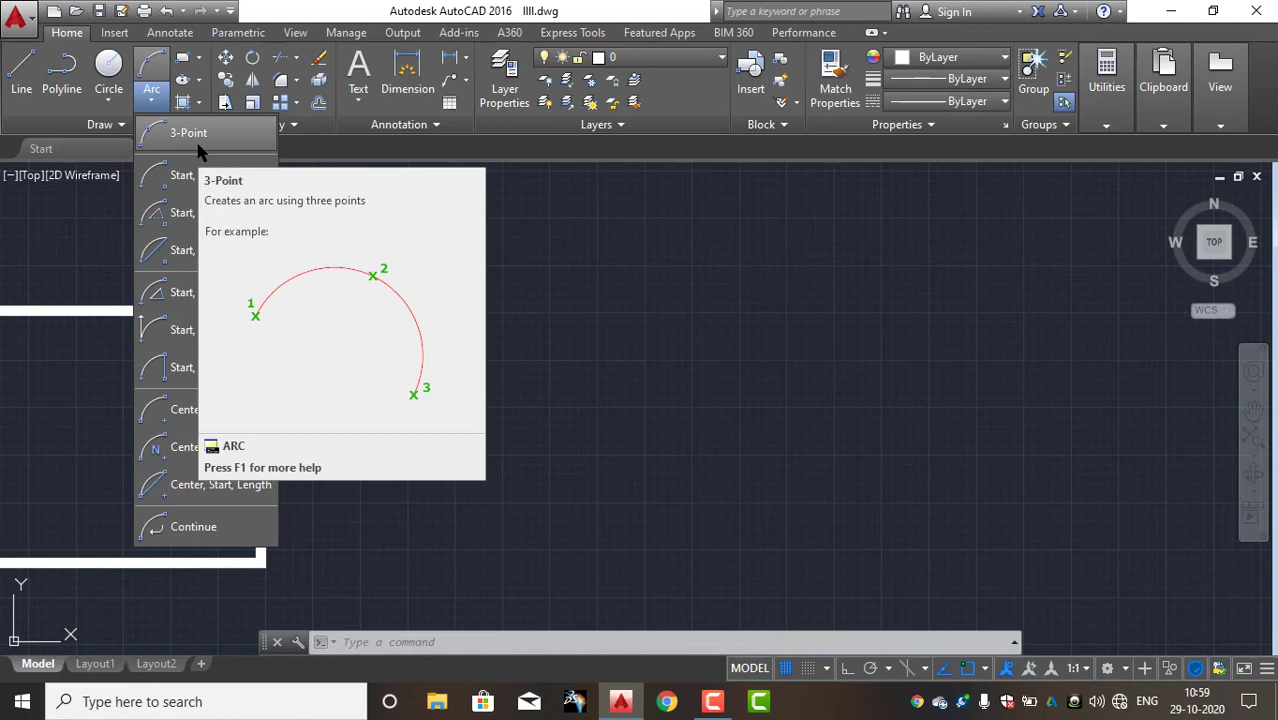 Autodesk AutoCAD 2016 IIII.dwg
Type a keyword or phrase
Sign In
Home Insert Annotate Parametric View Manage Output Add-ins A360 Express Tools Featured Apps BIM 360 Performance
Line
Polyline
Circle
Arc
Text
Dimension
Layer
Properties
0
Insert
Match
Properties
ByLayer
ByLayer
ByLayer
Group
Utilities
Clipboard
View
Draw
Annotation
Layers
Block
Properties
Groups
Start
[−][Top][2D Wireframe]
3-Point
Start,
Start,
Start,
Start,
Start,
Start,
Cente
Cente
Center, Start, Length
Continue
3-Point
Creates an arc using three points
For example:
1
2
3
ARC
Press F1 for more help
N
W
TOP
E
S
WCS
Y
X
Type a command
Model Layout1 Layout2
MODEL
1:1
Type here to search
ENG
10:59
29-10-2020